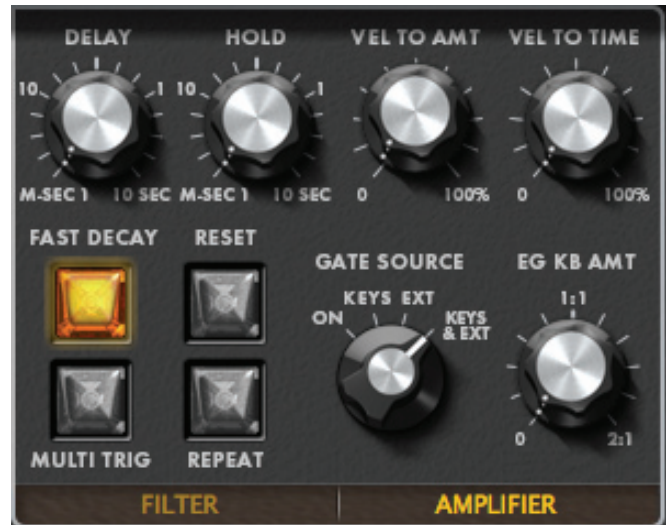 DELAY HOLD VEL TO AMT VEL TO TIME
10 1 10 1
M-SEC 1 10 SEC M-SEC 1 10 SEC 0 100% 0 100%
FAST DECAY RESET
GATE SOURCE EG KB AMT
ON KEYS EXT KEYS & EXT 1:1
0 2:1
MULTI TRIG REPEAT
FILTER AMPLIFIER